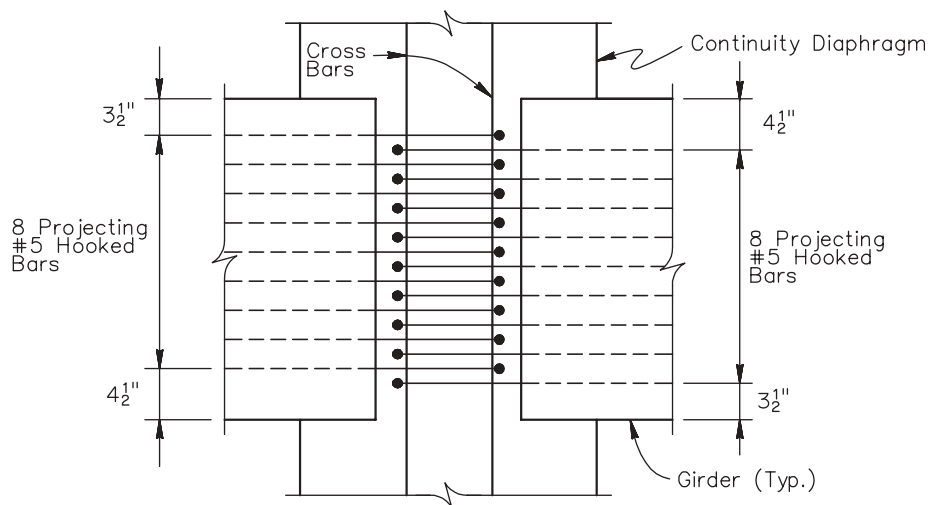 Cross
Bars
Continuity Diaphragm
3½"
4½"
8 Projecting
#5 Hooked
Bars
8 Projecting
#5 Hooked
Bars
4½"
3½"
Girder (Typ.)